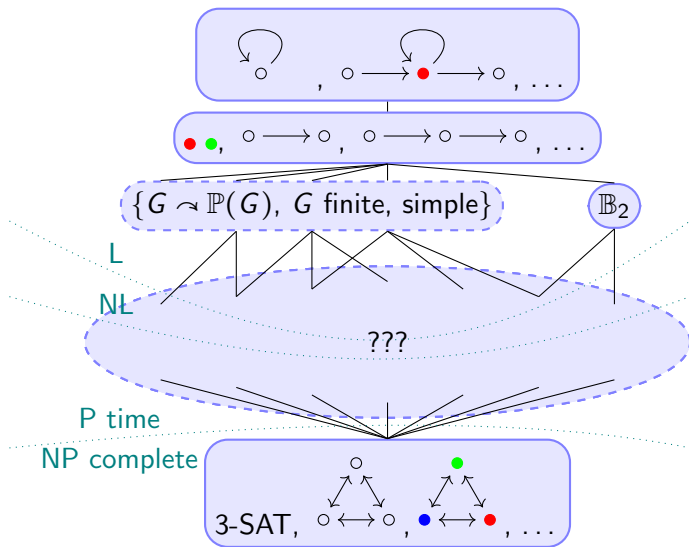 , , . . .
, , , . . .
{G ↷ ℙ(G), G finite, simple} 𝔹₂
L
NL
???
P time
NP complete
3-SAT, , , . . .